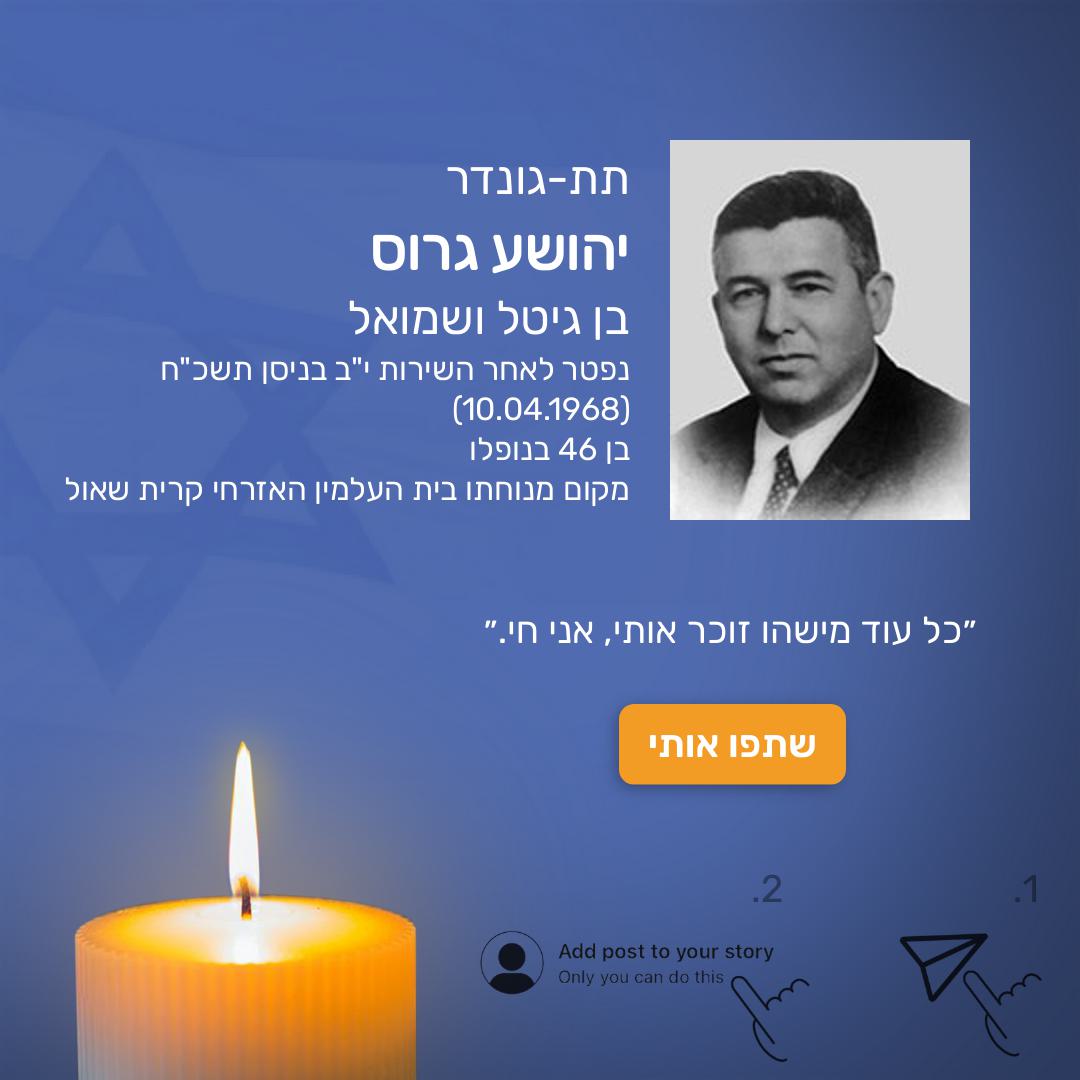 תת-גונדר
יהושע גרוס
בן גיטל ושמואל
נפטר לאחר השירות י"ב בניסן תשכ"ח
(10.04.1968)
בן 46 בנופלו
מקום מנוחתו בית העלמין האזרחי קרית שאול
״כל עוד מישהו זוכר אותי, אני חי.״
שתפו אותי
1.
2.
Add post to your story
Only you can do this